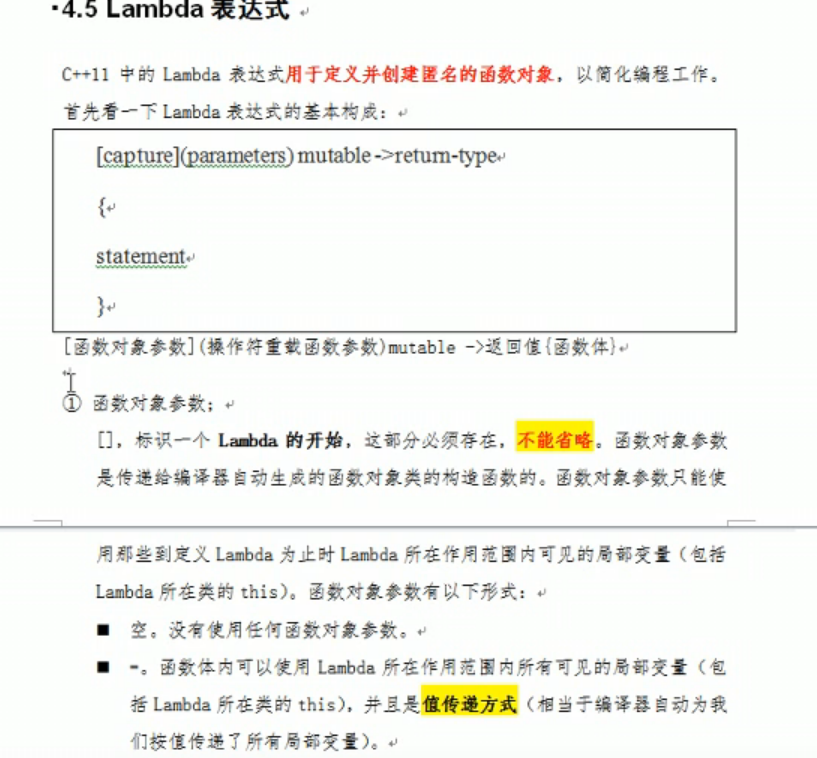 ·4.5 Lambda 表达式
C++11 中的 Lambda 表达式用于定义并创建匿名的函数对象，以简化编程工作。
首先看一下 Lambda 表达式的基本构成：
[capture](parameters) mutable ->return-type
{
statement
}
[函数对象参数](操作符重载函数参数)mutable ->返回值{函数体}
① 函数对象参数；
[]，标识一个 Lambda 的开始，这部分必须存在，不能省略。函数对象参数
是传递给编译器自动生成的函数对象类的构造函数的。函数对象参数只能使
用那些到定义 Lambda 为止时 Lambda 所在作用范围内可见的局部变量（包括
Lambda 所在类的 this）。函数对象参数有以下形式：
■ 空。没有使用任何函数对象参数。
■ =。函数体内可以使用 Lambda 所在作用范围内所有可见的局部变量（包
括 Lambda 所在类的 this），并且是值传递方式（相当于编译器自动为我
们按值传递了所有局部变量）。